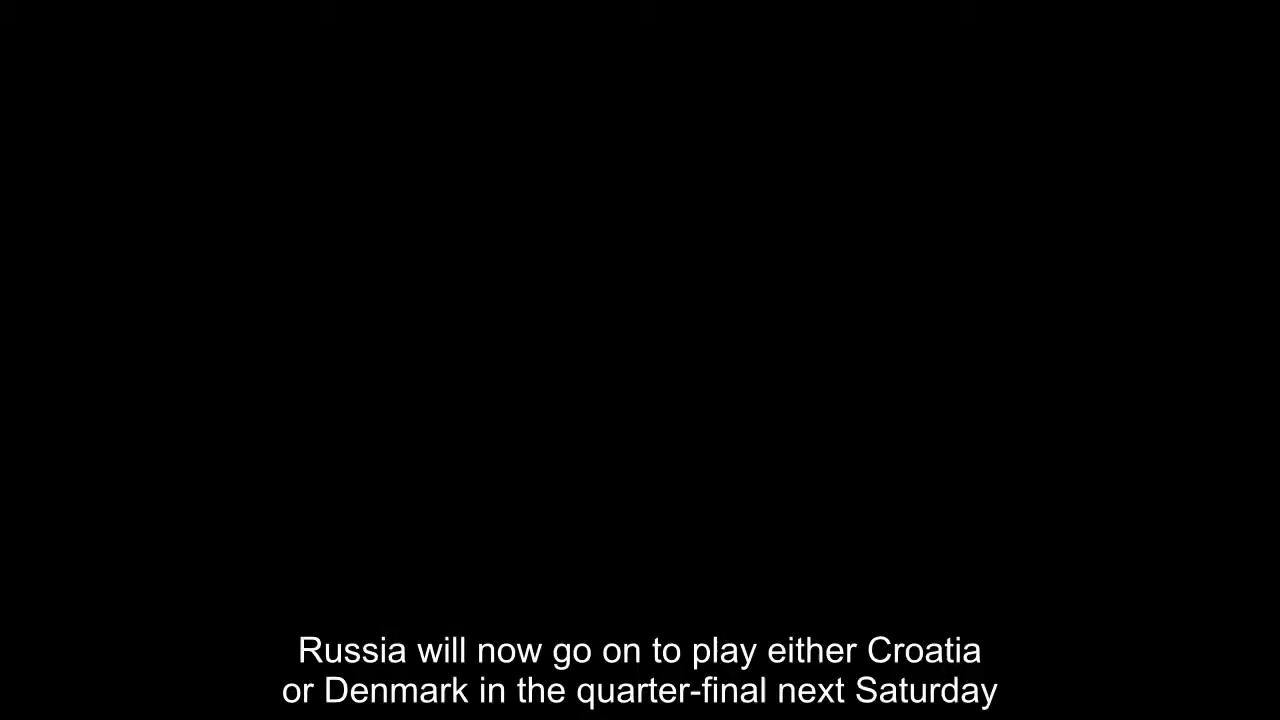 Russia will now go on to play either Croatia
or Denmark in the quarter-final next Saturday